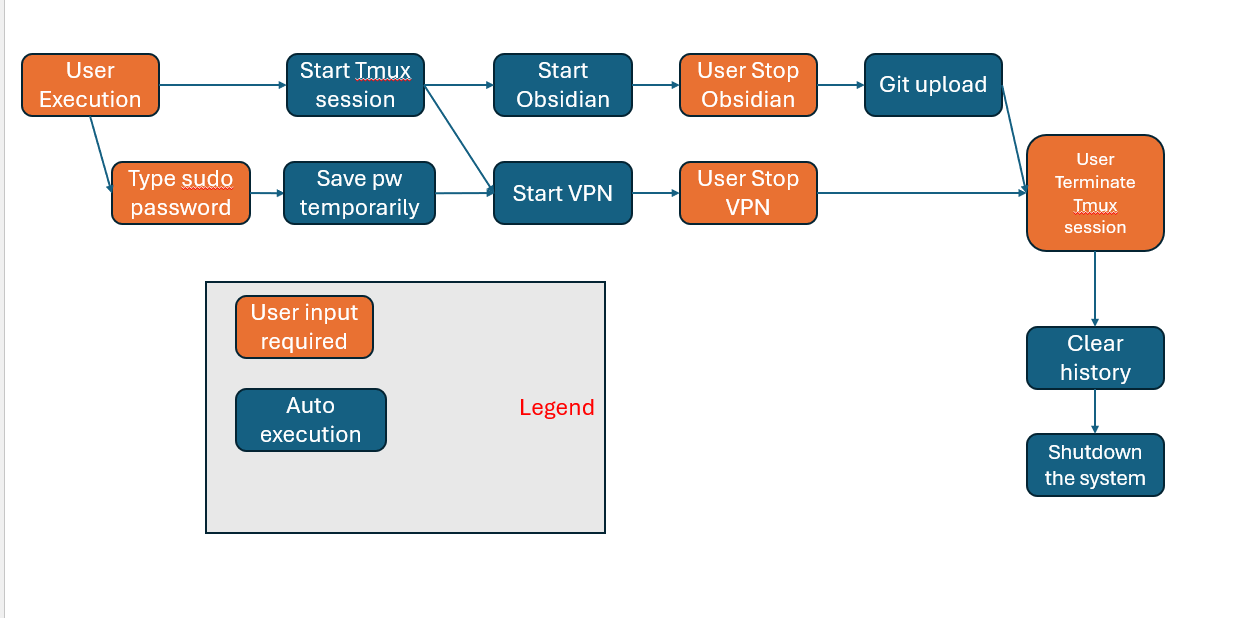 User
Execution
Start Tmux
session
Start
Obsidian
User Stop
Obsidian
Git upload
Type sudo
password
Save pw
temporarily
Start VPN
User Stop
VPN
User
Terminate
Tmux
session
User input
required
Auto
execution
Legend
Clear
history
Shutdown
the system